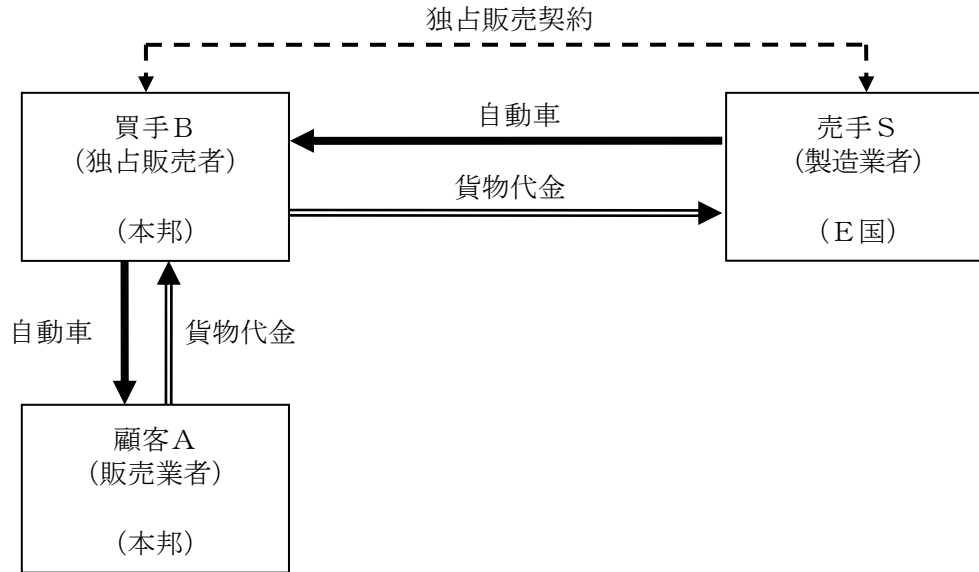 独占販売契約
買手Ｂ
（独占販売者）
（本邦）
自動車
貨物代金
売手Ｓ
（製造業者）
（Ｅ国）
自動車
貨物代金
顧客Ａ
（販売業者）
（本邦）